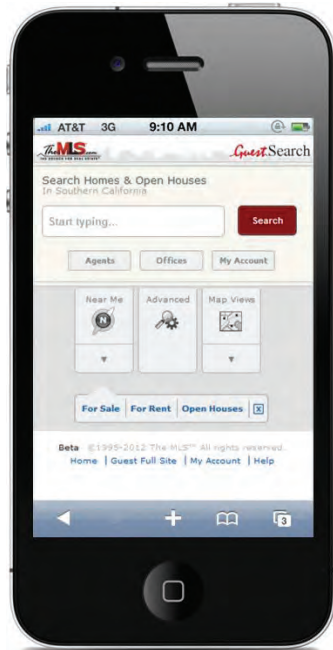 AT&T 3G 9:10 AM
TheMLS.com GuestSearch
Search Homes & Open Houses
In Southern California
Start typing... Search
Agents Offices My Account
Near Me Advanced Map Views
N
For Sale | For Rent | Open Houses | x
Beta ©1995-2012 The MLS™ All rights reserved.
Home | Guest Full Site | My Account | Help
3